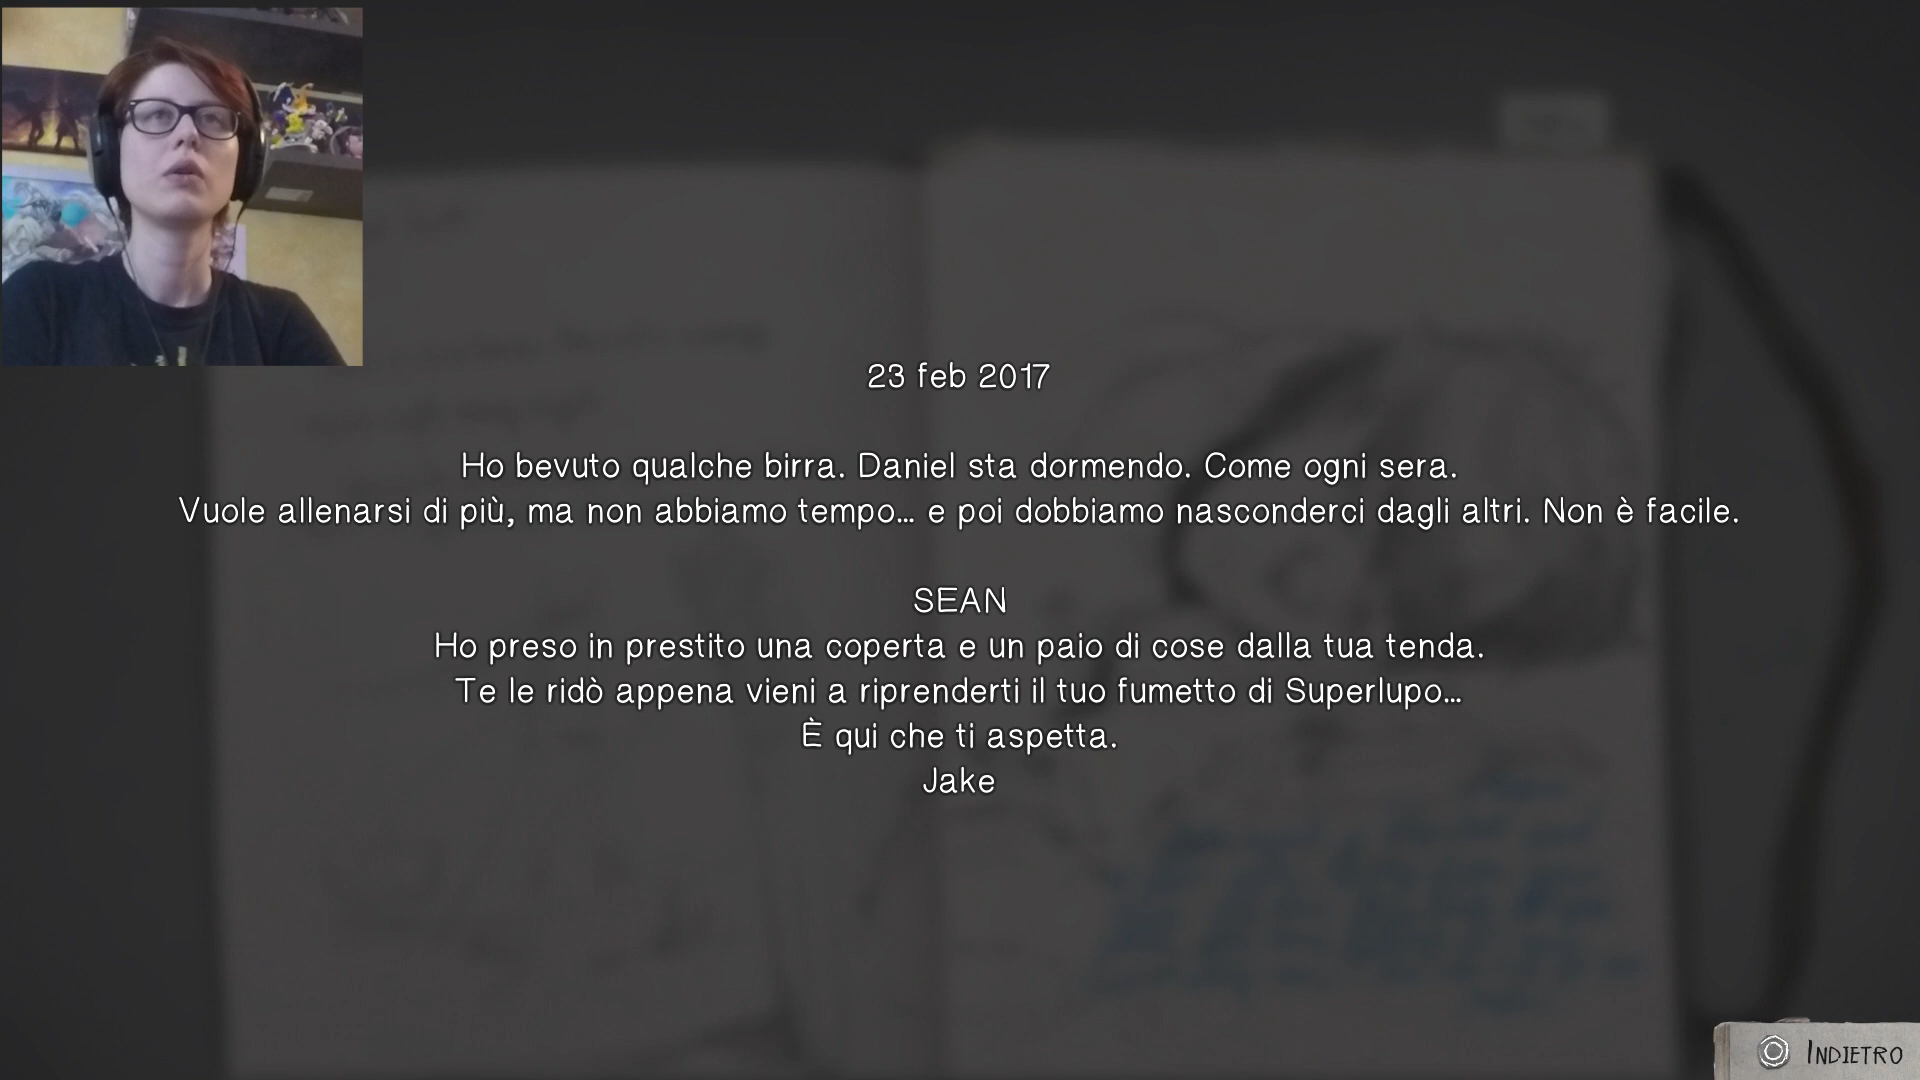 23 feb 2017
Ho bevuto qualche birra. Daniel sta dormendo. Come ogni sera.
Vuole allenarsi di più, ma non abbiamo tempo... e poi dobbiamo nasconderci dagli altri. Non è facile.
SEAN
Ho preso in prestito una coperta e un paio di cose dalla tua tenda.
Te le ridò appena vieni a riprenderti il tuo fumetto di Superlupo...
È qui che ti aspetta.
Jake
INDIETRO